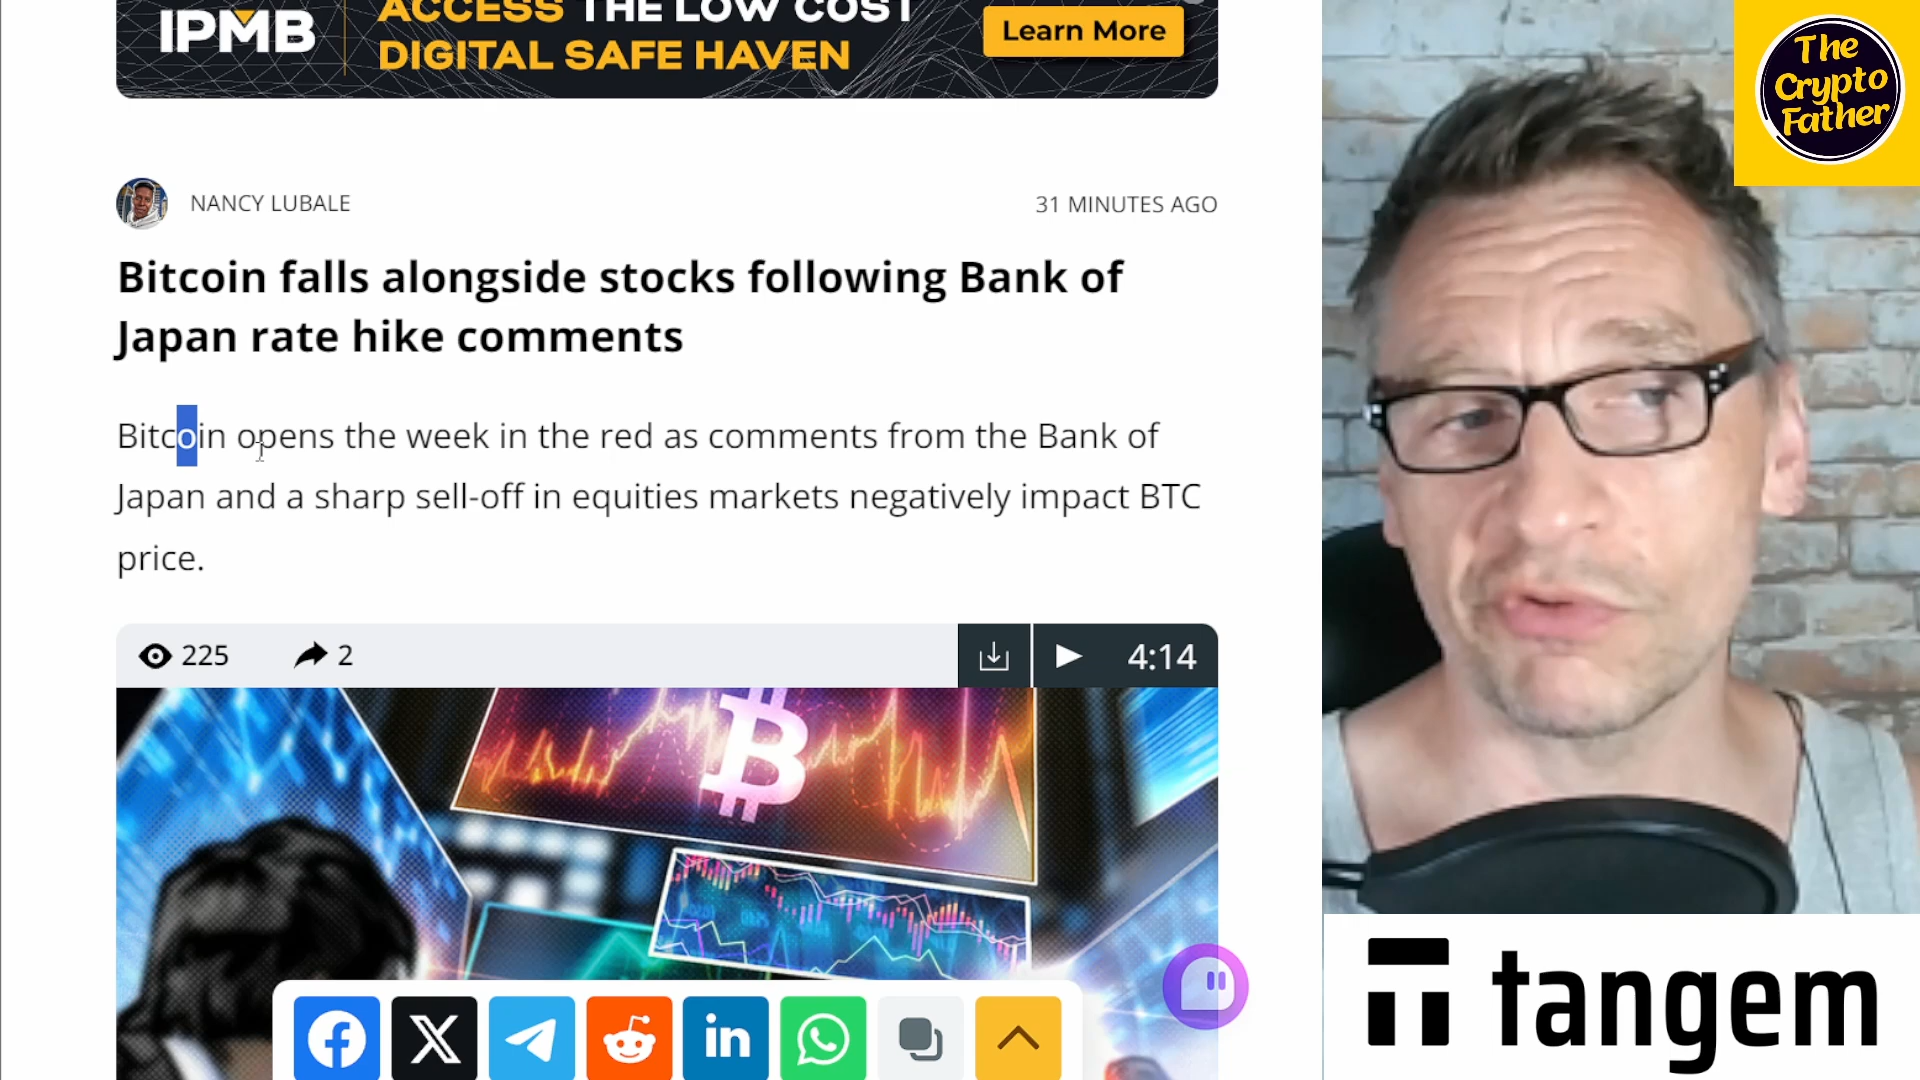 IPMB
ACCESS THE LOW COST
DIGITAL SAFE HAVEN
Learn More
The
Crypto
Father
NANCY LUBALE
31 MINUTES AGO
Bitcoin falls alongside stocks following Bank of
Japan rate hike comments
Bitcoin opens the week in the red as comments from the Bank of
Japan and a sharp sell-off in equities markets negatively impact BTC
price.
225
2
4:14
in
tangem